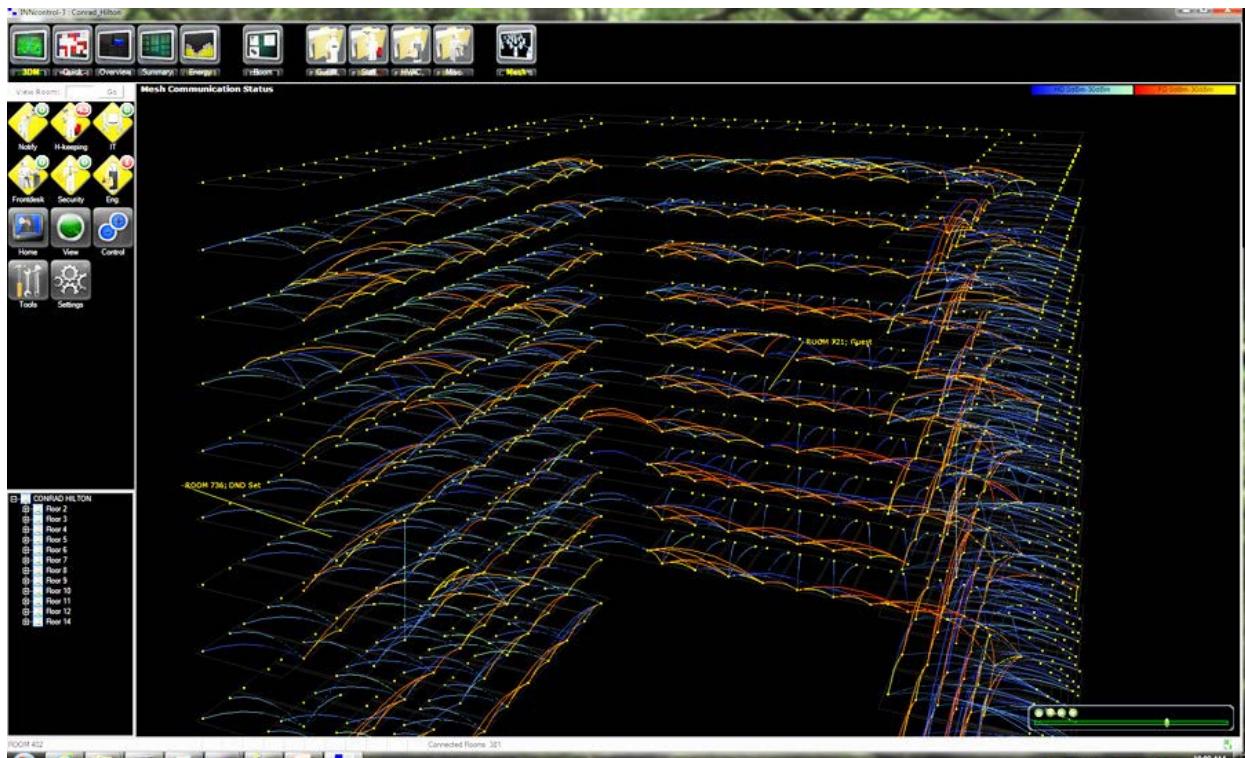 INNcontrol-3 : Conrad_Hilton
3DM Quick Overview Summary Energy Room Guest Staff HVAC Misc Mesh
View Room: Go
Mesh Communication Status
Notify H-keeping IT
Frontdesk Security Eng
Home View Control
Tools Settings
ROOM 721; Guest
ROOM 736; DND Set
CONRAD HILTON
Floor 2
Floor 3
Floor 4
Floor 5
Floor 6
Floor 7
Floor 8
Floor 9
Floor 10
Floor 11
Floor 12
Floor 14
ROOM 402
Connected Rooms: 381